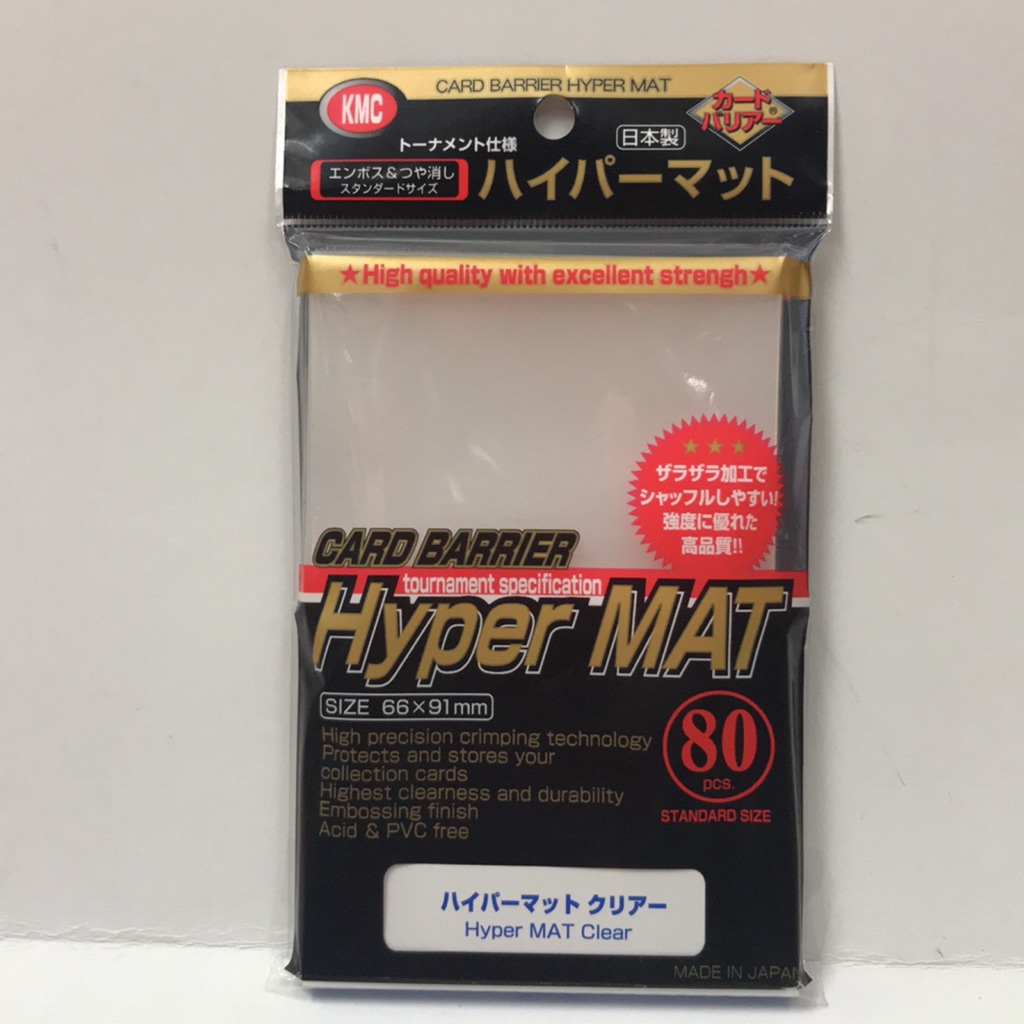 CARD BARRIER HYPER MAT
KMC
カード
バリアー®
トーナメント仕様
日本製
エンボス&つや消し
スタンダードサイズ
ハイパーマット
★High quality with excellent strengh★
★★★
ザラザラ加工で
シャッフルしやすい!
強度に優れた
高品質!!
CARD BARRIER
tournament specification
Hyper MAT
SIZE 66×91mm
High precision crimping technology
Protects and stores your
collection cards
Highest clearness and durability
Embossing finish
Acid & PVC free
80
pcs.
STANDARD SIZE
ハイパーマット クリアー
Hyper MAT Clear
MADE IN JAPAN